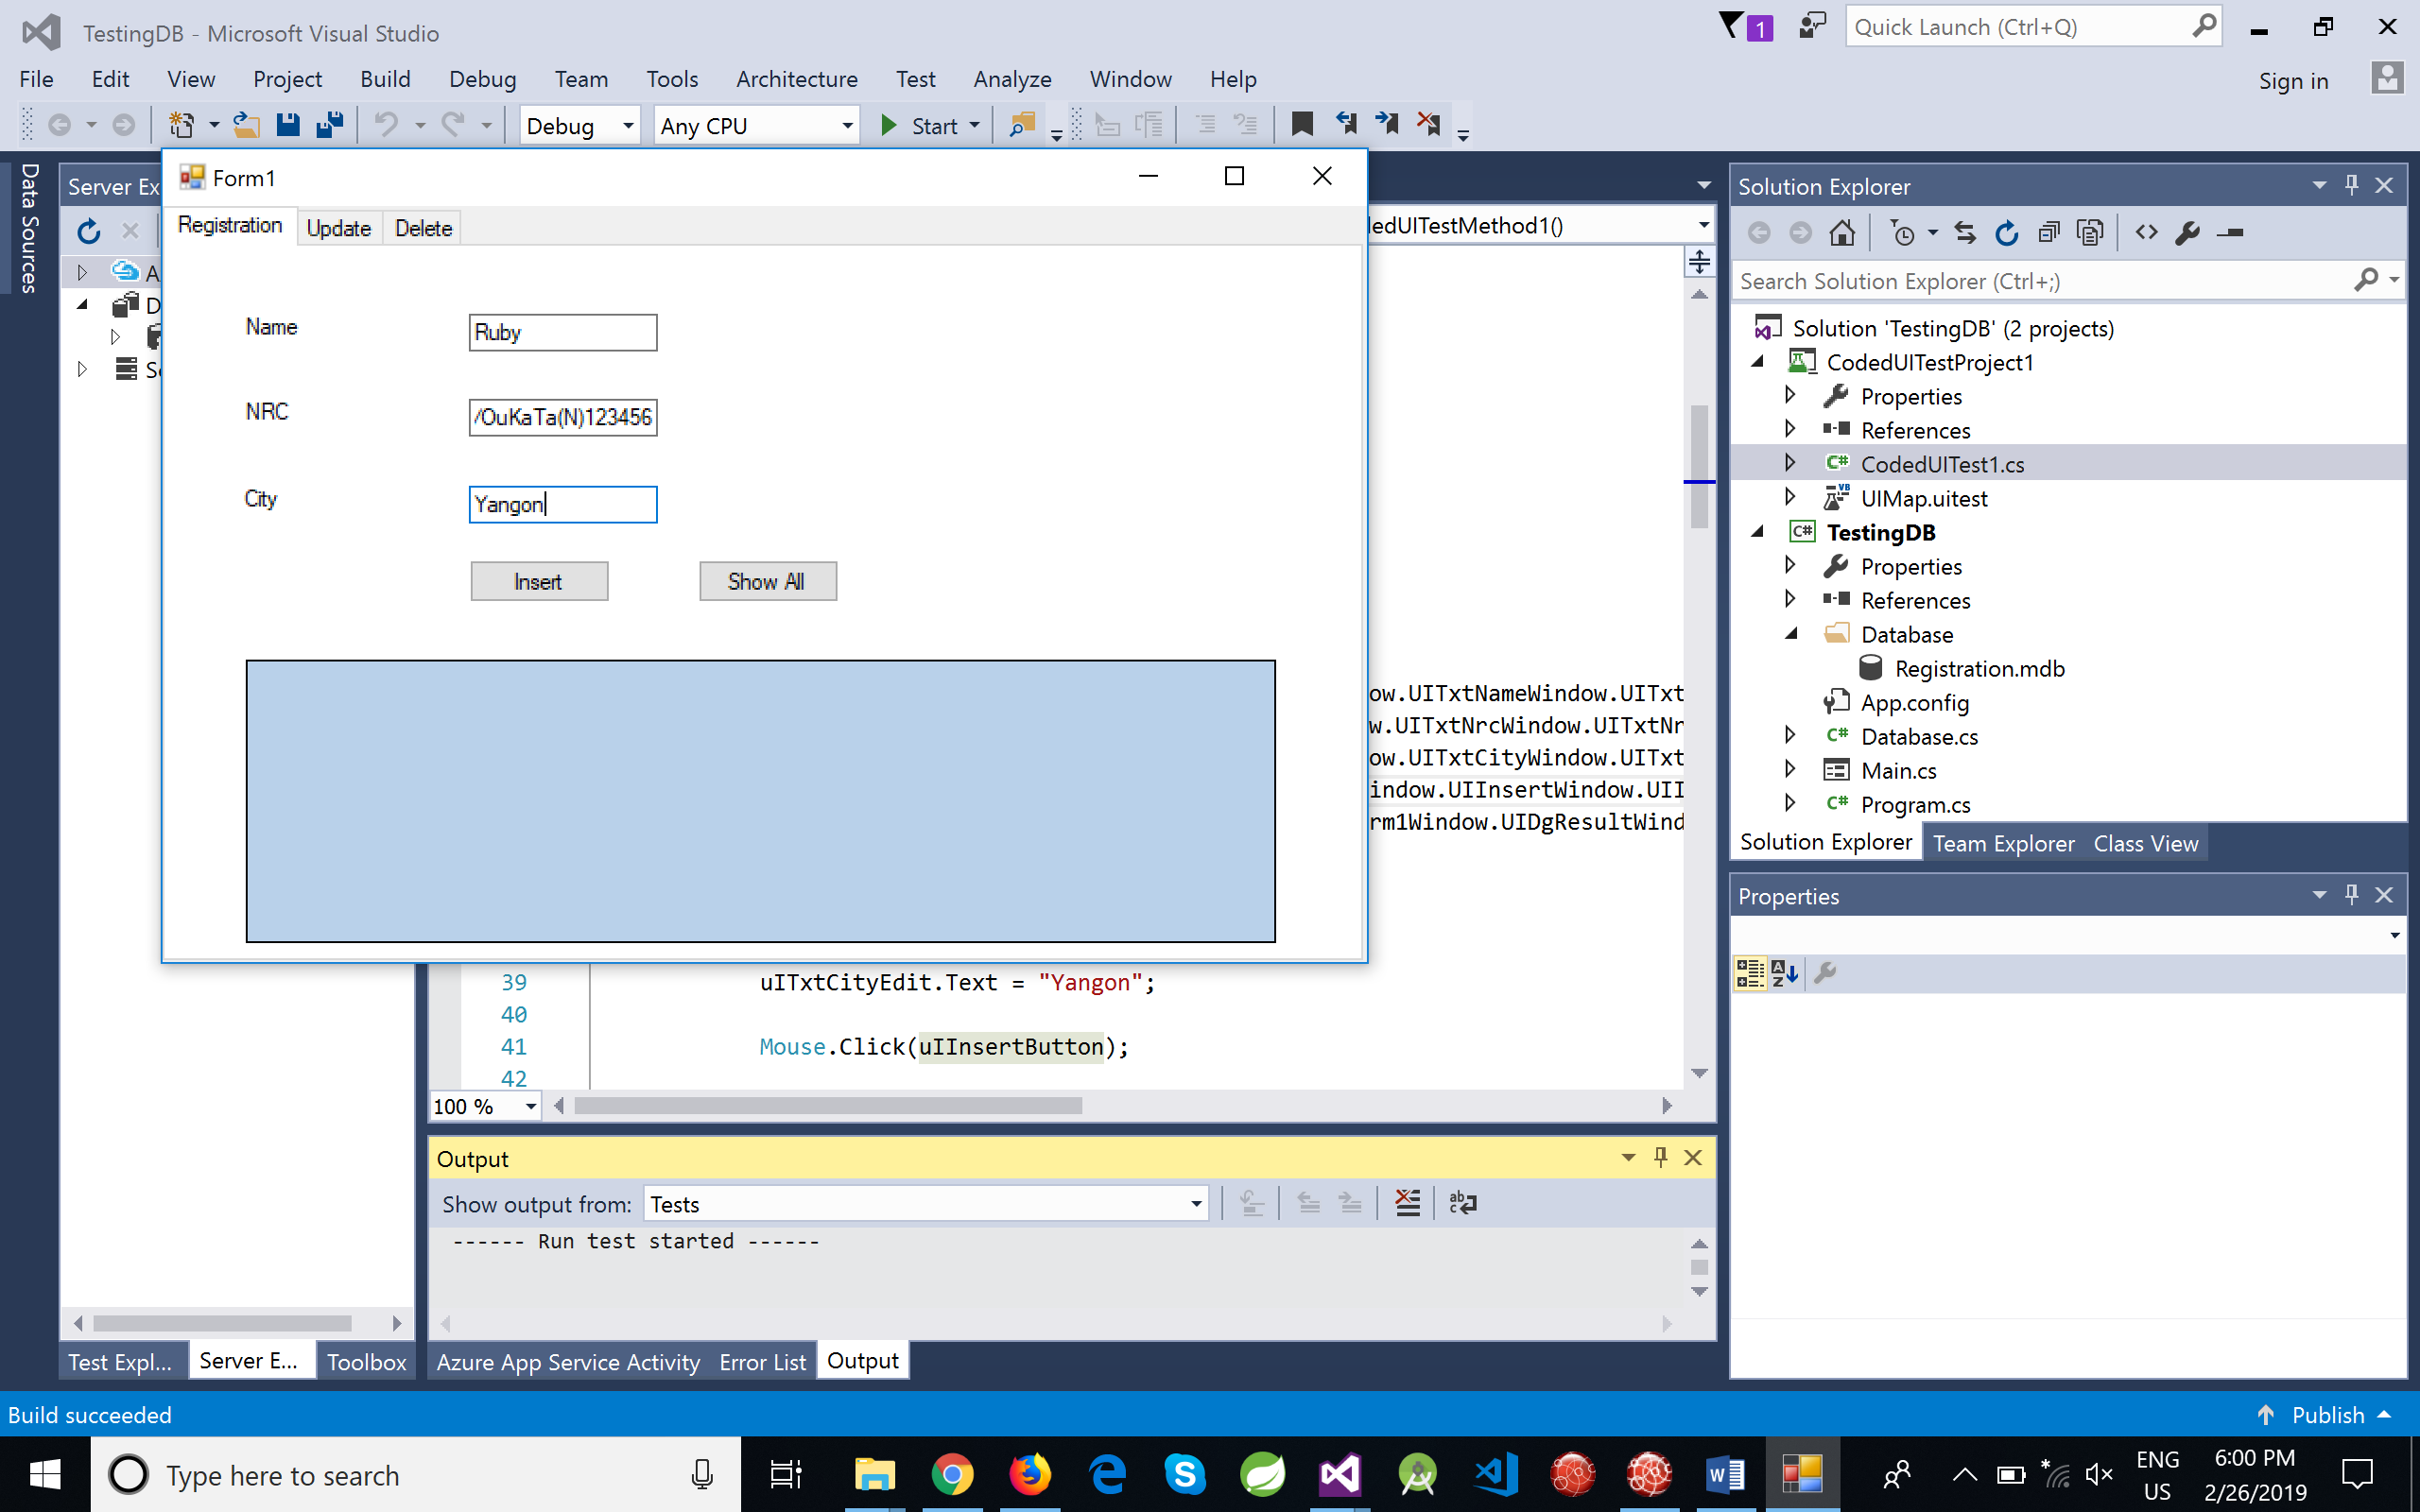 TestingDB - Microsoft Visual Studio
1
Quick Launch (Ctrl+Q)
File Edit View Project Build Debug Team Tools Architecture Test Analyze Window Help
Sign in
Debug Any CPU Start
Data Sources
Server Ex
A
D
Form1
Registration Update Delete
Name Ruby
NRC /OuKaTa(N)123456
City Yangon
Insert Show All
edUITestMethod1()
ow.UITxtNameWindow.UITxt
w.UITxtNrcWindow.UITxtNr
ow.UITxtCityWindow.UITxt
indow.UIInsertWindow.UII
rm1Window.UIDgResultWind
39 uITxtCityEdit.Text = "Yangon";
40
41 Mouse.Click(uIInsertButton);
42
100 %
Output
Show output from: Tests
------ Run test started ------
Test Expl... Server E... Toolbox
Azure App Service Activity Error List Output
Solution Explorer
Search Solution Explorer (Ctrl+;)
Solution 'TestingDB' (2 projects)
CodedUITestProject1
Properties
References
C# CodedUITest1.cs
VB UIMap.uitest
C# TestingDB
Properties
References
Database
Registration.mdb
App.config
C# Database.cs
Main.cs
C# Program.cs
Solution Explorer Team Explorer Class View
Properties
Build succeeded
Publish
Type here to search
ENG
US
6:00 PM
2/26/2019